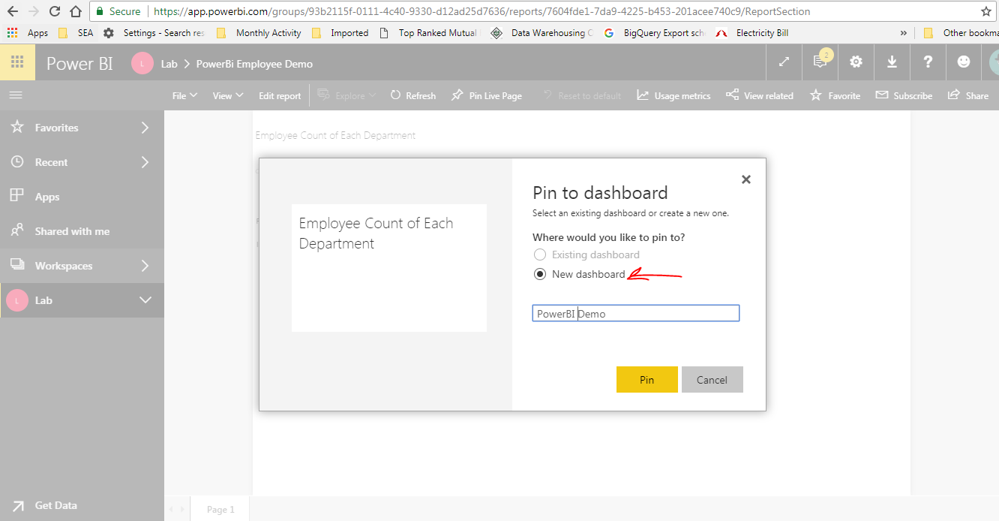 Secure https://app.powerbi.com/groups/93b2115f-0111-4c40-9330-d12ad25d7636/reports/7604fde1-7da9-4225-b453-201acee740c9/ReportSection
Apps SEA Settings - Search res Monthly Activity Imported Top Ranked Mutual Data Warehousing C BigQuery Export sch Electricity Bill » Other bookma
Power BI L Lab > PowerBi Employee Demo 2
File View Edit report Explore Refresh Pin Live Page Reset to default Usage metrics View related Favorite Subscribe Share
Favorites
Recent
Apps
Shared with me
Workspaces
L Lab
Get Data
Employee Count of Each Department
Employee Count of Each
Department
Pin to dashboard
Select an existing dashboard or create a new one.
Where would you like to pin to?
Existing dashboard
New dashboard
PowerBI Demo
Pin Cancel
Page 1